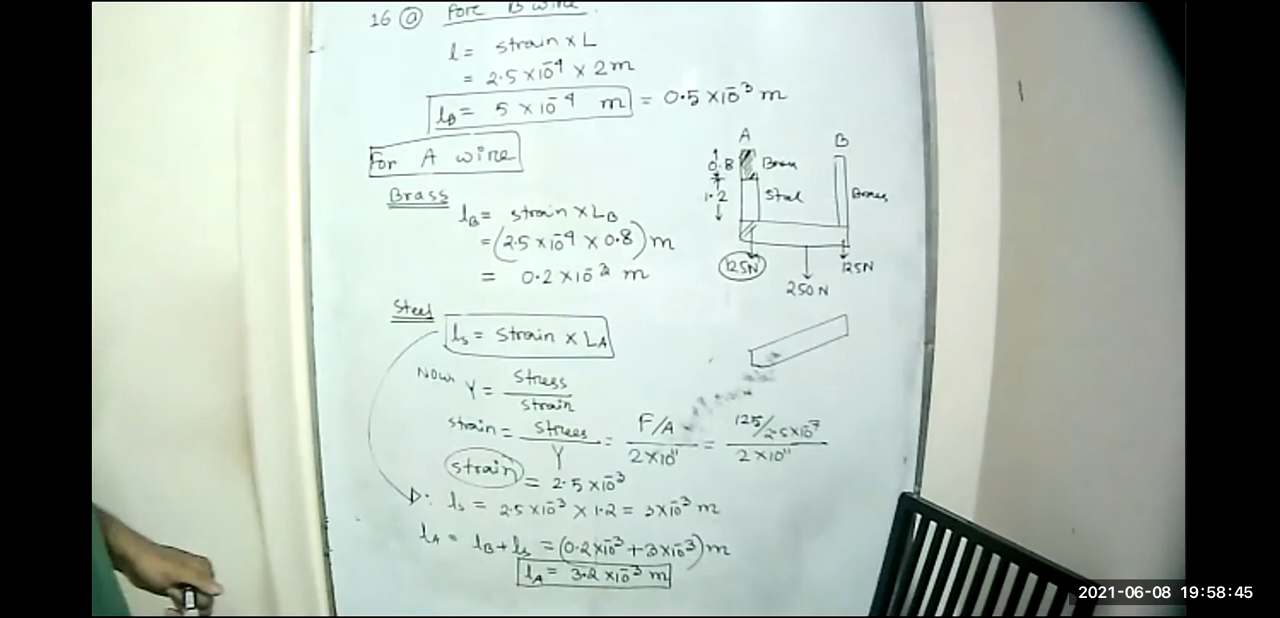 16 (a) For B wire.
l = strain × L
= 2.5×10⁻⁴ × 2m
l_B = 5 × 10⁻⁴ m = 0.5 × 10⁻³ m
For A wire
Brass
l_B = strain × L_B
= (2.5×10⁻⁴ × 0.8) m
= 0.2×10⁻³ m
A
B
0.8
Brass
1.2
Steel
Brass
125N
125N
250 N
Steel
l_s = strain × L_A
Now Y = stress / strain
strain = stress / Y = F/A / 2×10¹¹ = 125/2.5×10⁻⁷ / 2×10¹¹
strain = 2.5×10⁻³
∴ l_s = 2.5×10⁻³ × 1.2 = 3×10⁻³ m
l_A = l_B + l_s = (0.2×10⁻³ + 3×10⁻³) m
l_A = 3.2 ×10⁻³ m
2021-06-08 19:58:45